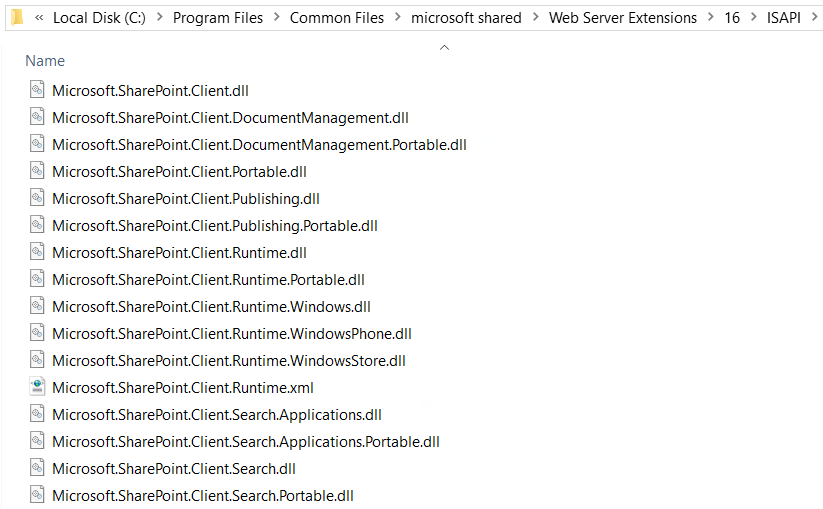 « Local Disk (C:) > Program Files > Common Files > microsoft shared > Web Server Extensions > 16 > ISAPI >
Name
Microsoft.SharePoint.Client.dll
Microsoft.SharePoint.Client.DocumentManagement.dll
Microsoft.SharePoint.Client.DocumentManagement.Portable.dll
Microsoft.SharePoint.Client.Portable.dll
Microsoft.SharePoint.Client.Publishing.dll
Microsoft.SharePoint.Client.Publishing.Portable.dll
Microsoft.SharePoint.Client.Runtime.dll
Microsoft.SharePoint.Client.Runtime.Portable.dll
Microsoft.SharePoint.Client.Runtime.Windows.dll
Microsoft.SharePoint.Client.Runtime.WindowsPhone.dll
Microsoft.SharePoint.Client.Runtime.WindowsStore.dll
Microsoft.SharePoint.Client.Runtime.xml
Microsoft.SharePoint.Client.Search.Applications.dll
Microsoft.SharePoint.Client.Search.Applications.Portable.dll
Microsoft.SharePoint.Client.Search.dll
Microsoft.SharePoint.Client.Search.Portable.dll